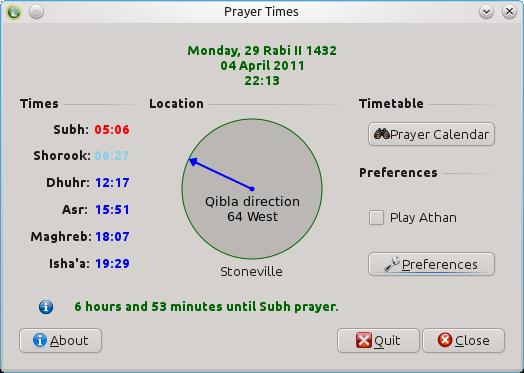 Prayer Times
Monday, 29 Rabi II 1432
04 April 2011
22:13
Times
Subh: 05:06
Shorook: 06:27
Dhuhr: 12:17
Asr: 15:51
Maghreb: 18:07
Isha'a: 19:29
Location
Qibla direction
64 West
Stoneville
Timetable
Prayer Calendar
Preferences
Play Athan
Preferences
6 hours and 53 minutes until Subh prayer.
About
Quit
Close